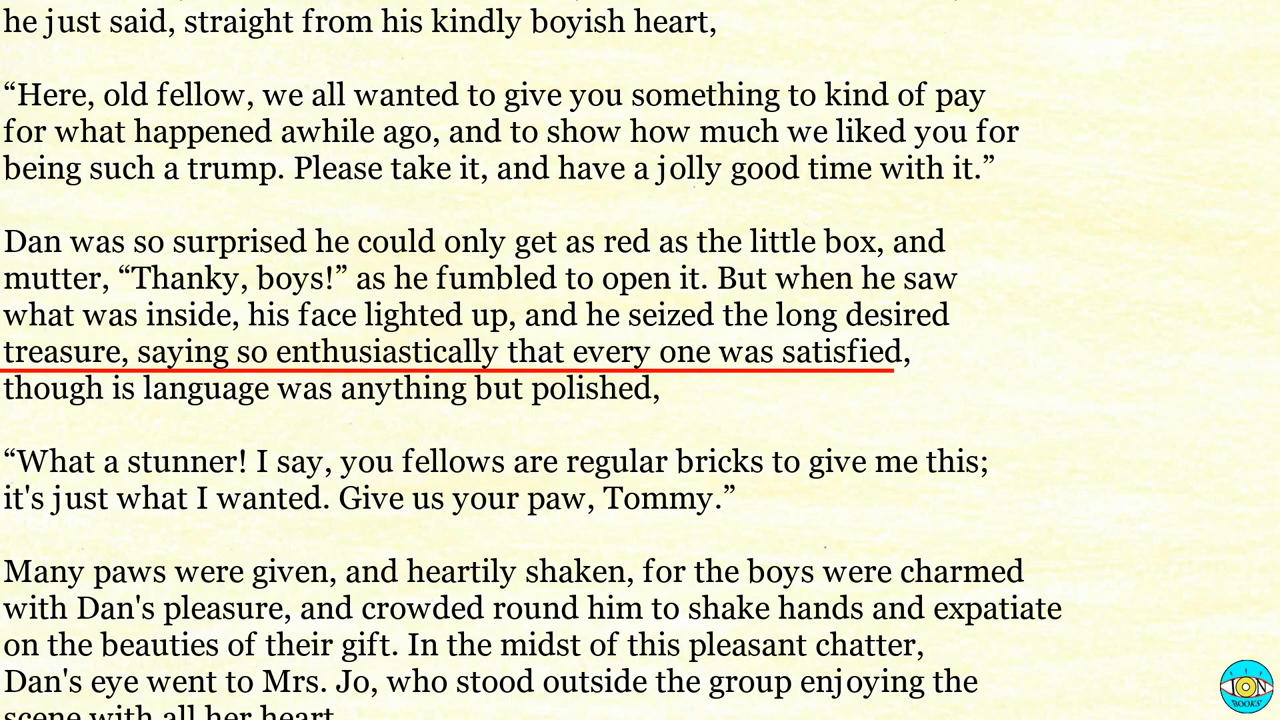 he just said, straight from his kindly boyish heart,
“Here, old fellow, we all wanted to give you something to kind of pay
for what happened awhile ago, and to show how much we liked you for
being such a trump. Please take it, and have a jolly good time with it.”
Dan was so surprised he could only get as red as the little box, and
mutter, “Thanky, boys!” as he fumbled to open it. But when he saw
what was inside, his face lighted up, and he seized the long desired
treasure, saying so enthusiastically that every one was satisfied,
though is language was anything but polished,
“What a stunner! I say, you fellows are regular bricks to give me this;
it's just what I wanted. Give us your paw, Tommy.”
Many paws were given, and heartily shaken, for the boys were charmed
with Dan's pleasure, and crowded round him to shake hands and expatiate
on the beauties of their gift. In the midst of this pleasant chatter,
Dan's eye went to Mrs. Jo, who stood outside the group enjoying the
scene with all her heart.
ION
BOOKS